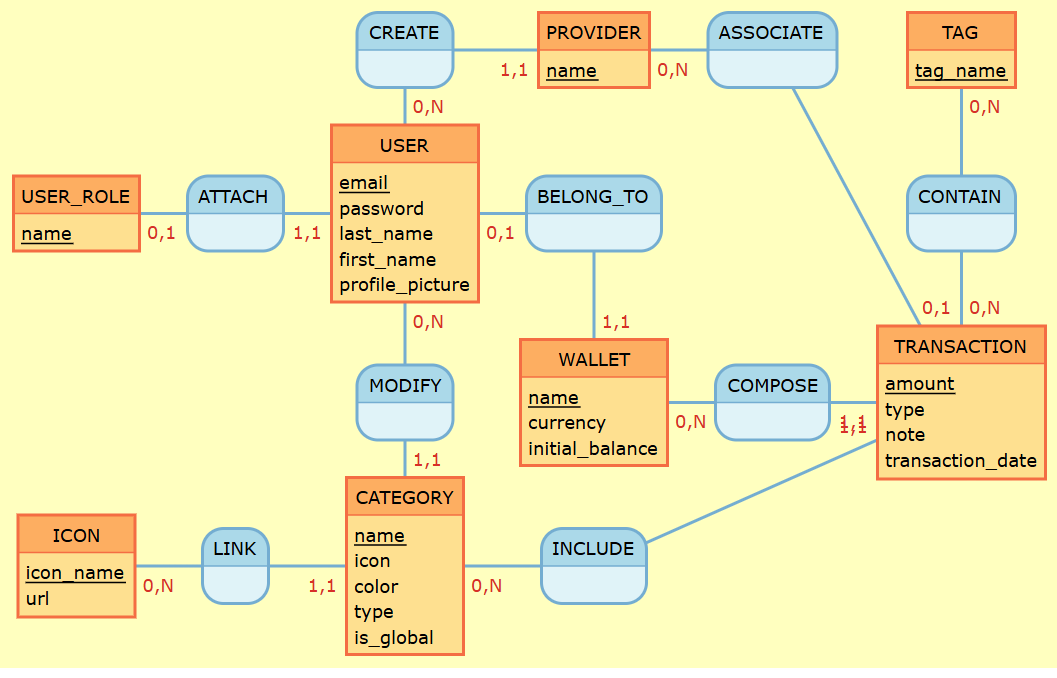 CREATE
PROVIDER
ASSOCIATE
TAG
1,1
name
0,N
tag_name
0,N
0,N
USER
USER_ROLE
ATTACH
email
BELONG_TO
CONTAIN
name
0,1
1,1
password
last_name
first_name
profile_picture
0,1
0,N
1,1
0,1
0,N
WALLET
TRANSACTION
MODIFY
name
currency
initial_balance
0,N
COMPOSE
1,1
1,1
amount
type
note
transaction_date
1,1
CATEGORY
ICON
LINK
name
INCLUDE
icon_name
url
0,N
1,1
icon
color
type
is_global
0,N